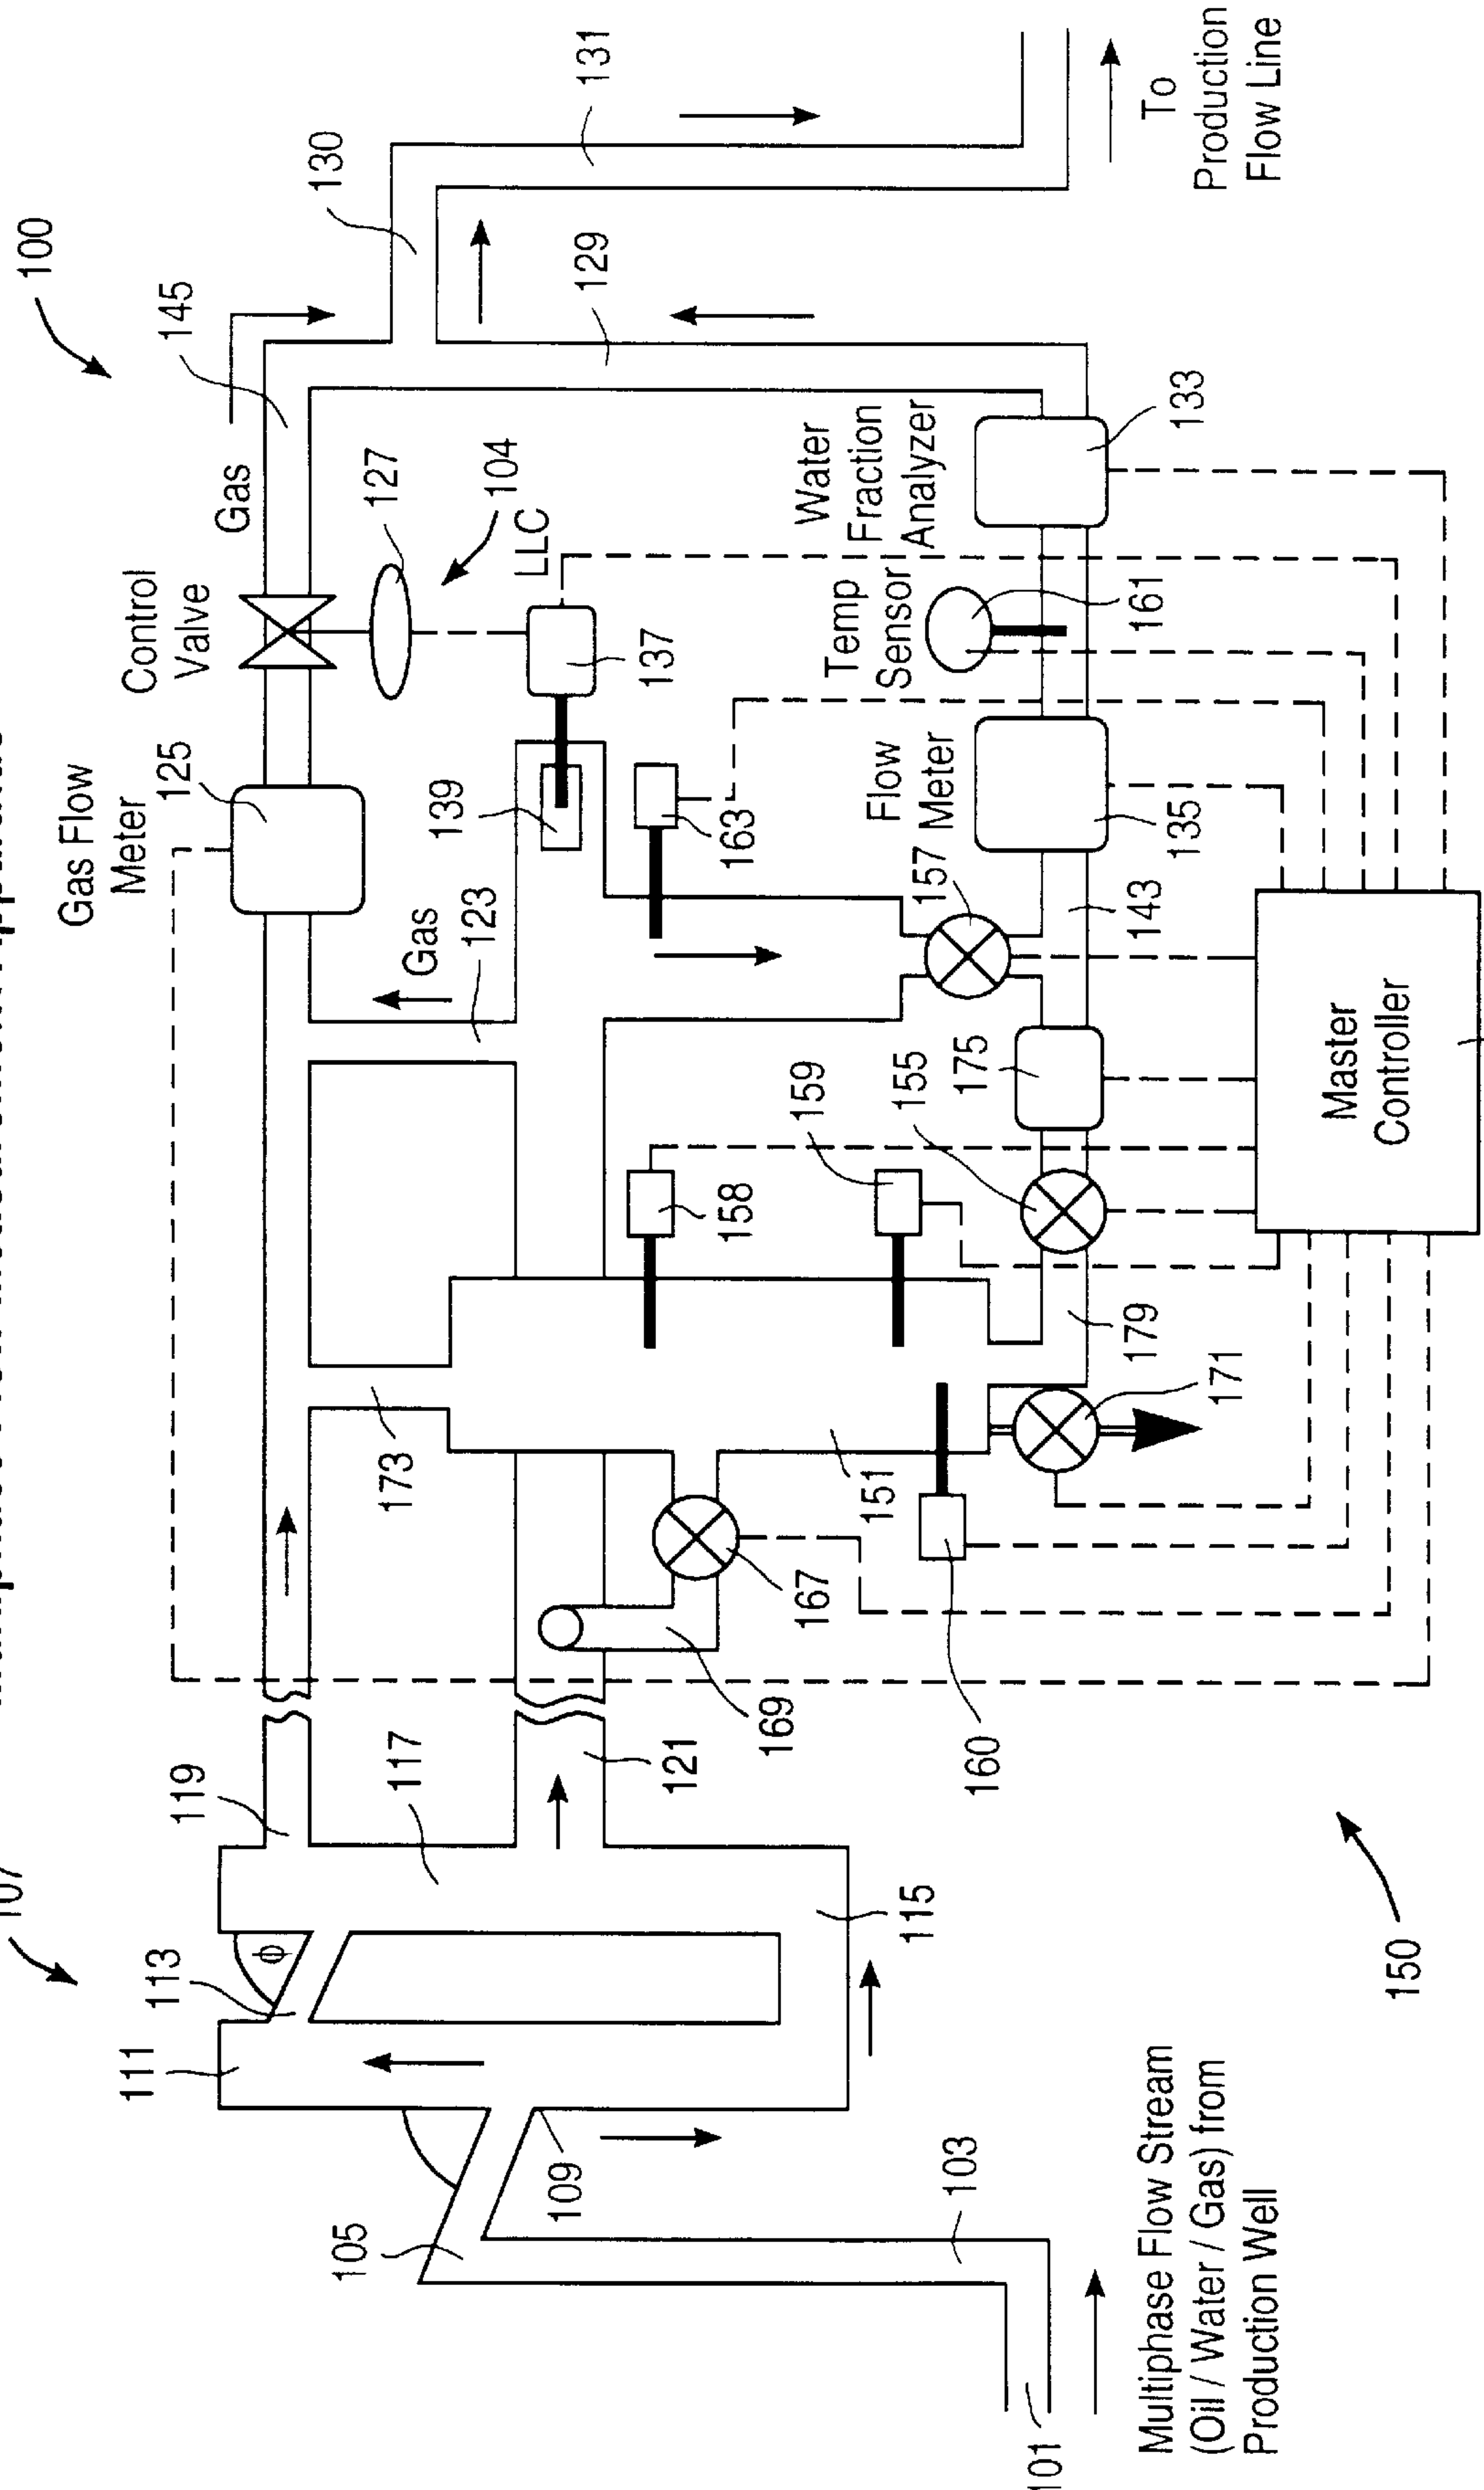 107
100
Gas Flow
Meter
125
Control
Valve
Gas
145
130
131
111
113
ϕ
119
117
173
Gas
123
139
127
104
LLC
137
129
105
109
115
121
169
167
158
163
Temp
Sensor
161
Water
Fraction
Analyzer
133
103
101
160
151
159
155
175
157
Flow
Meter
135
143
179
171
Multiphase Flow Stream
(Oil / Water / Gas) from
Production Well
150
Master
Controller
To
Production
Flow Line